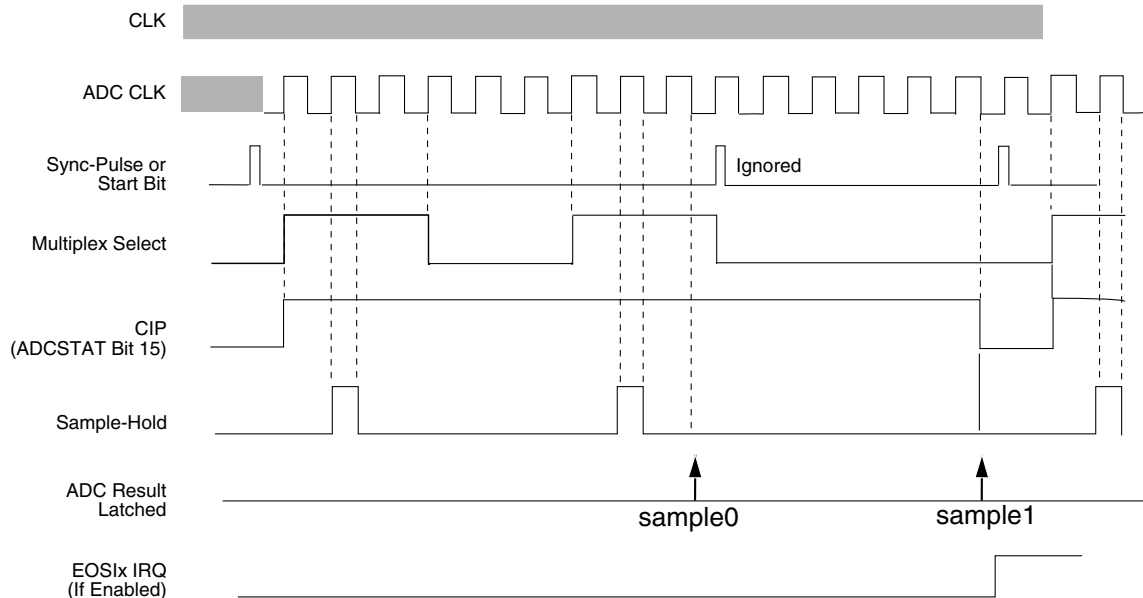 CLK
ADC CLK
Sync-Pulse or
Start Bit
Ignored
Multiplex Select
CIP
(ADCSTAT Bit 15)
Sample-Hold
ADC Result
Latched
sample0
sample1
EOSIx IRQ
(If Enabled)